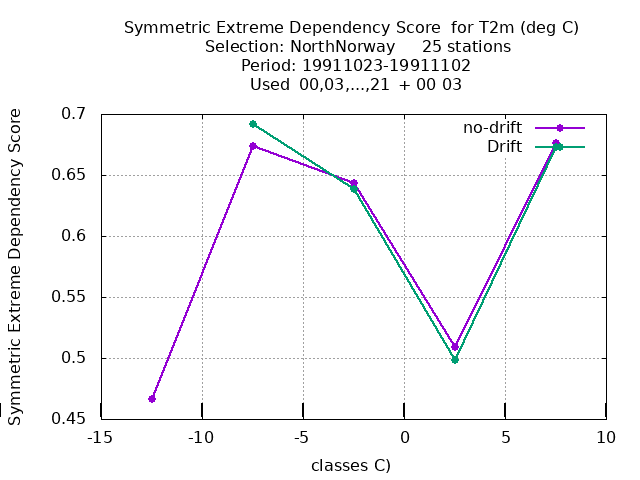 Symmetric Extreme Dependency Score for T2m (deg C)
Selection: NorthNorway 25 stations
Period: 19911023-19911102
Used 00,03,...,21 + 00 03
Symmetric Extreme Dependency Score
0.7
0.65
0.6
0.55
0.5
0.45
no-drift
Drift
-15 -10 -5 0 5 10
classes C)